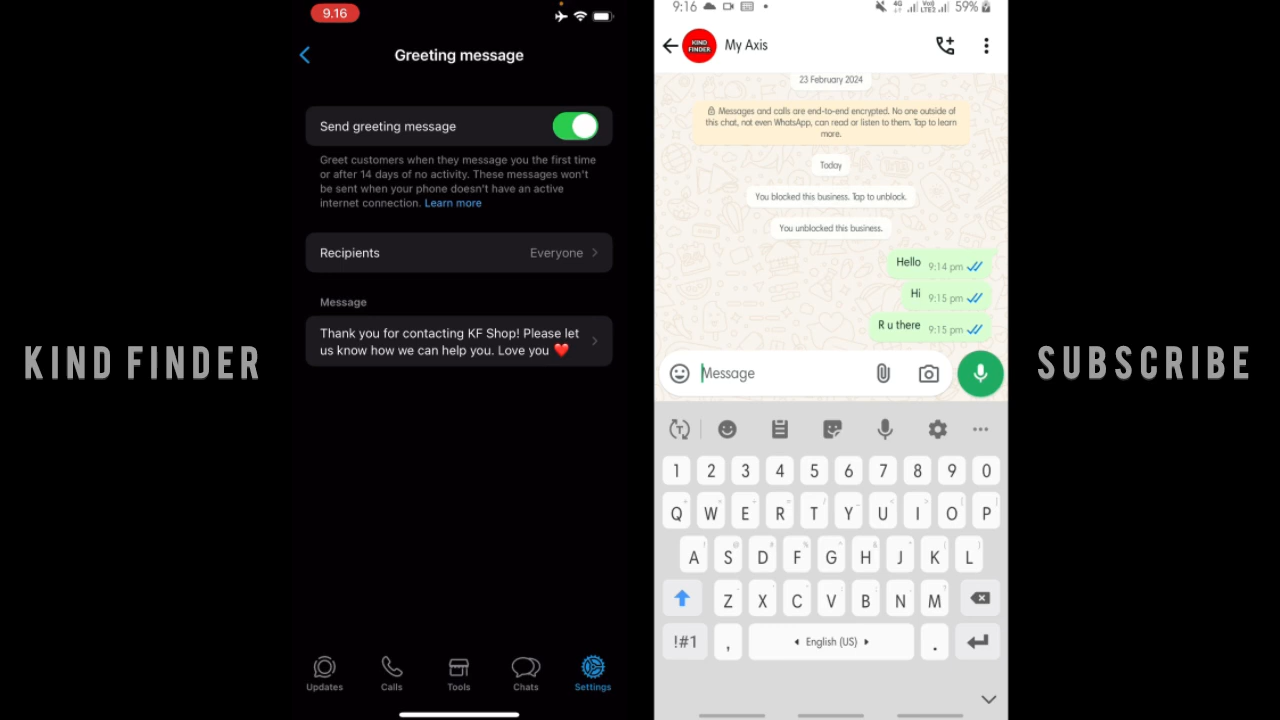 KIND FINDER
9.16
Greeting message
Send greeting message
Greet customers when they message you the first time
or after 14 days of no activity. These messages won't
be sent when your phone doesn't have an active
internet connection. Learn more
Recipients
Everyone
Message
Thank you for contacting KF Shop! Please let
us know how we can help you. Love you ❤️
Updates
Calls
Tools
Chats
Settings
9:16
4G
LTE2
59%
KIND
FINDER
My Axis
23 February 2024
Messages and calls are end-to-end encrypted. No one outside of
this chat, not even WhatsApp, can read or listen to them. Tap to learn
more.
Today
You blocked this business. Tap to unblock.
You unblocked this business.
Hello 9:14 pm
Hi 9:15 pm
R u there 9:15 pm
Message
T
1 2 3 4 5 6 7 8 9 0
Q W E R T Y U I O P
A S D F G H J K L
Z X C V B N M
!#1 , English (US) .
SUBSCRIBE